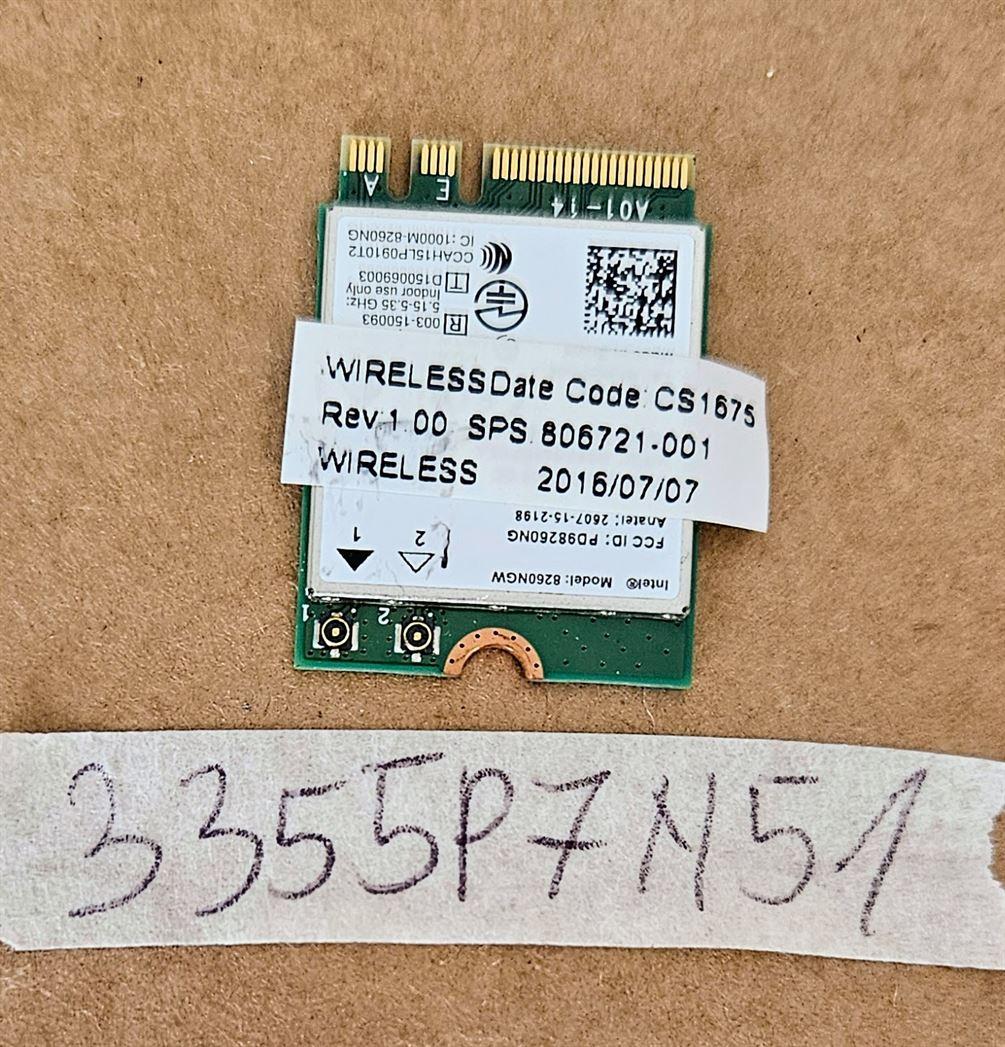 A E A01-14
IC: 1000M-8260NG
CCAH15LP0910T2
T D150069003
Indoor use only
5.15-5.35 GHz:
R 003-150093
WIRELESSDate Code:CS1675
Rev:1.00 SPS:806721-001
WIRELESS 2016/07/07
Anatel: 2607-15-2198
FCC ID: PD98260NG
Intel® Model: 8260NGW
1 2
1 2
3355P7N51